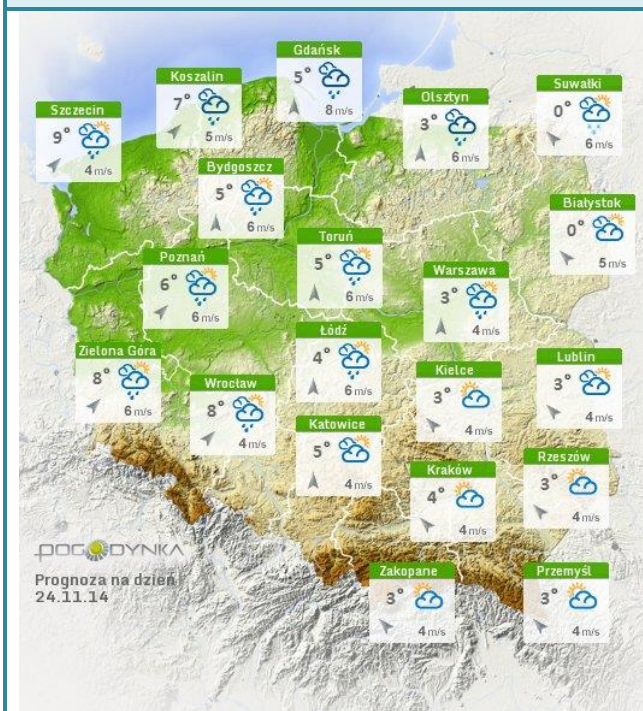 Gdańsk
5°
8 m/s
Koszalin
7°
5 m/s
Suwałki
0°
6 m/s
Olsztyn
3°
6 m/s
Szczecin
9°
4 m/s
Bydgoszcz
5°
6 m/s
Białystok
0°
5 m/s
Toruń
5°
6 m/s
Poznań
6°
6 m/s
Warszawa
3°
4 m/s
Łódź
4°
6 m/s
Zielona Góra
8°
6 m/s
Lublin
3°
4 m/s
Kielce
3°
4 m/s
Wrocław
8°
4 m/s
Katowice
5°
4 m/s
Rzeszów
3°
4 m/s
Kraków
4°
4 m/s
POGODYNKA
Prognoza na dzień
24.11.14
Zakopane
3°
4 m/s
Przemyśl
3°
4 m/s